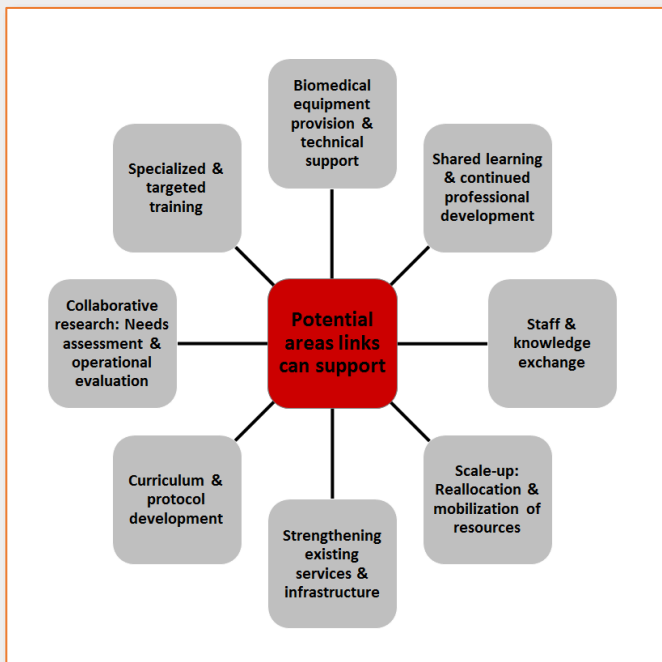 Biomedical
equipment
provision &
technical
support
Shared learning
& continued
professional
development
Staff &
knowledge
exchange
Scale-up:
Reallocation &
mobilization of
resources
Strengthening
existing
services &
infrastructure
Curriculum &
protocol
development
Collaborative
research: Needs
assessment &
operational
evaluation
Specialized &
targeted
training
Potential
areas links
can support